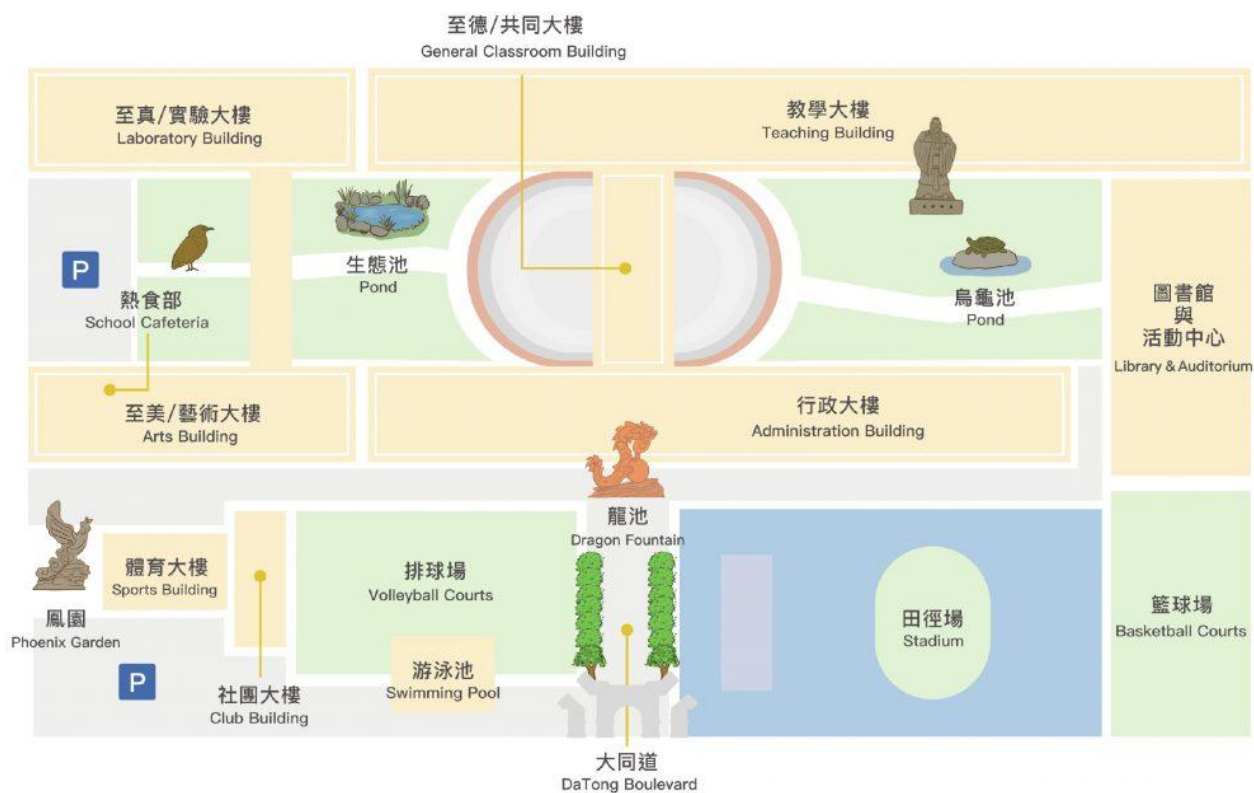 至德/共同大樓
General Classroom Building
至真/實驗大樓
Laboratory Building
教學大樓
Teaching Building
P
生態池
Pond
烏龜池
Pond
熱食部
School Cafeteria
圖書館
與
活動中心
Library & Auditorium
至美/藝術大樓
Arts Building
行政大樓
Administration Building
龍池
Dragon Fountain
體育大樓
Sports Building
排球場
Volleyball Courts
田徑場
Stadium
籃球場
Basketball Courts
鳳園
Phoenix Garden
P
社團大樓
Club Building
游泳池
Swimming Pool
大同道
DaTong Boulevard